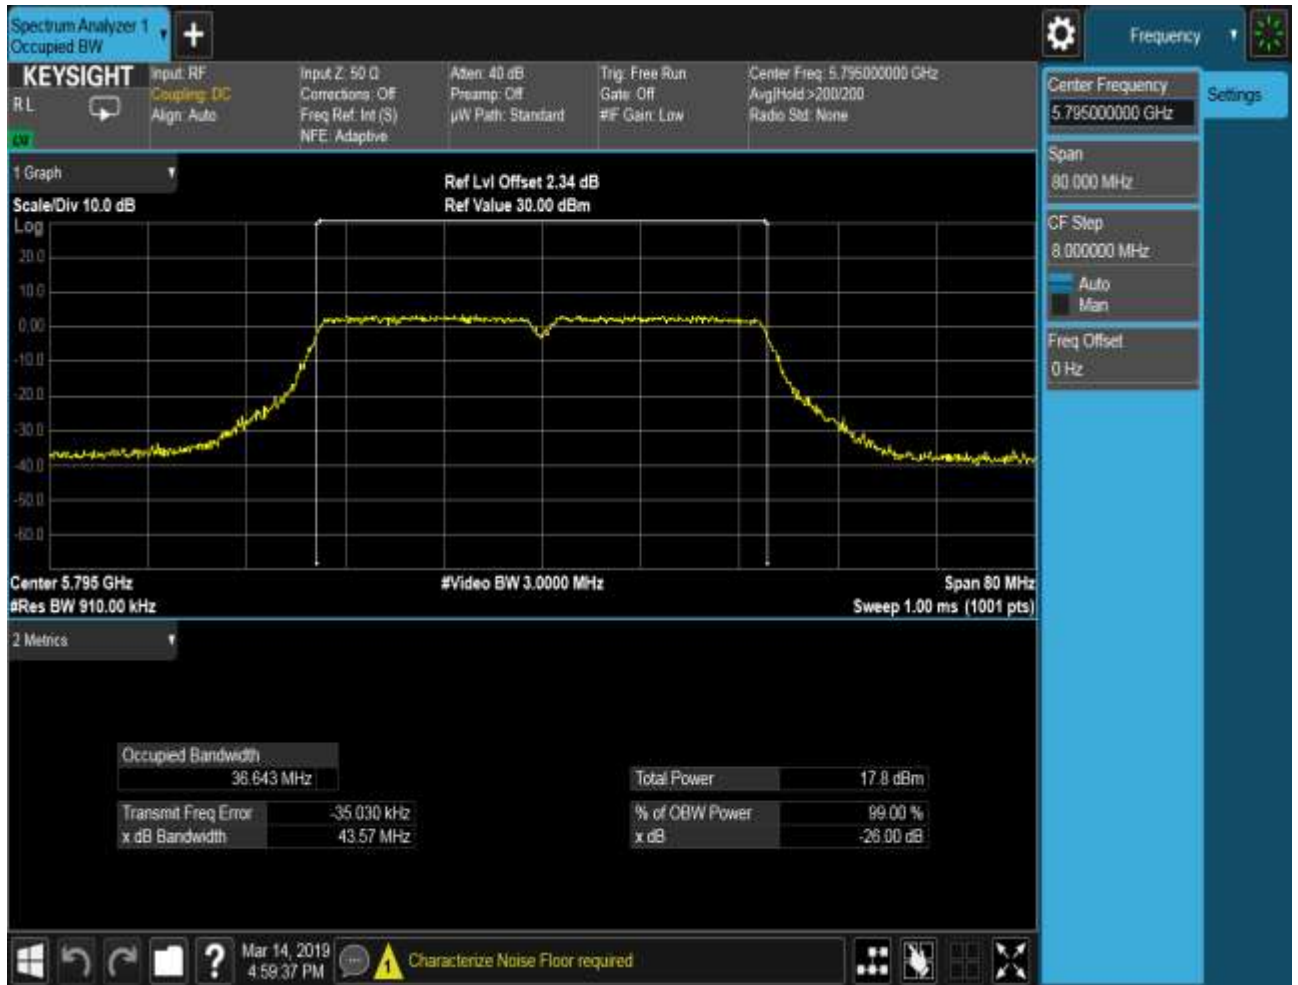 Spectrum Analyzer 1
Occupied BW
Frequency
KEYSIGHT
RL
Input: RF
Coupling: DC
Align: Auto
Input Z: 50 Ω
Corrections: Off
Freq Ref: Int (S)
NFE: Adaptive
Atten: 40 dB
Preamp: Off
µW Path: Standard
Trig: Free Run
Gate: Off
#IF Gain: Low
Center Freq: 5.795000000 GHz
Avg|Hold:>200/200
Radio Std: None
Center Frequency
5.795000000 GHz
Settings
Span
80.000 MHz
CF Step
8.000000 MHz
Auto
Man
Freq Offset
0 Hz
1 Graph
Scale/Div 10.0 dB
Ref Lvl Offset 2.34 dB
Ref Value 30.00 dBm
Log
20.0
10.0
0.00
-10.0
-20.0
-30.0
-40.0
-50.0
-60.0
Center 5.795 GHz
#Video BW 3.0000 MHz
Span 80 MHz
#Res BW 910.00 kHz
Sweep 1.00 ms (1001 pts)
2 Metrics
Occupied Bandwidth
36.643 MHz
Total Power 17.8 dBm
Transmit Freq Error -35.030 kHz
% of OBW Power 99.00 %
x dB Bandwidth 43.57 MHz
x dB -26.00 dB
?
Mar 14, 2019
4:59:37 PM
1
Characterize Noise Floor required